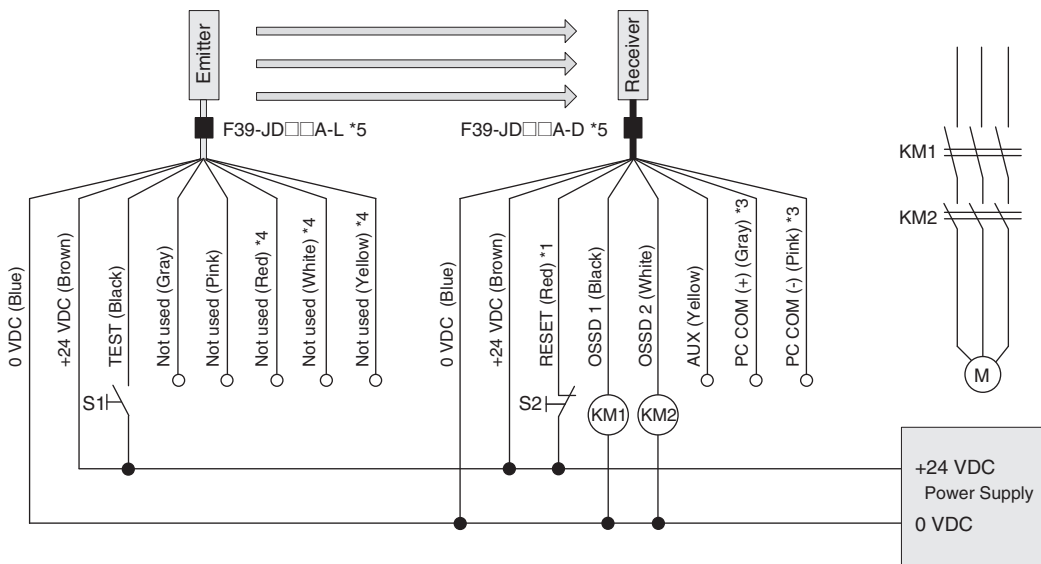 Emitter
Receiver
F39-JD□□A-L *5
F39-JD□□A-D *5
KM1
KM2
M
0 VDC (Blue)
+24 VDC (Brown)
TEST (Black)
Not used (Gray)
Not used (Pink)
Not used (Red) *4
Not used (White) *4
Not used (Yellow) *4
0 VDC (Blue)
+24 VDC (Brown)
RESET (Red) *1
OSSD 1 (Black)
OSSD 2 (White)
AUX (Yellow)
PC COM (+) (Gray) *3
PC COM (-) (Pink) *3
S1
S2
KM1
KM2
+24 VDC
Power Supply
0 VDC